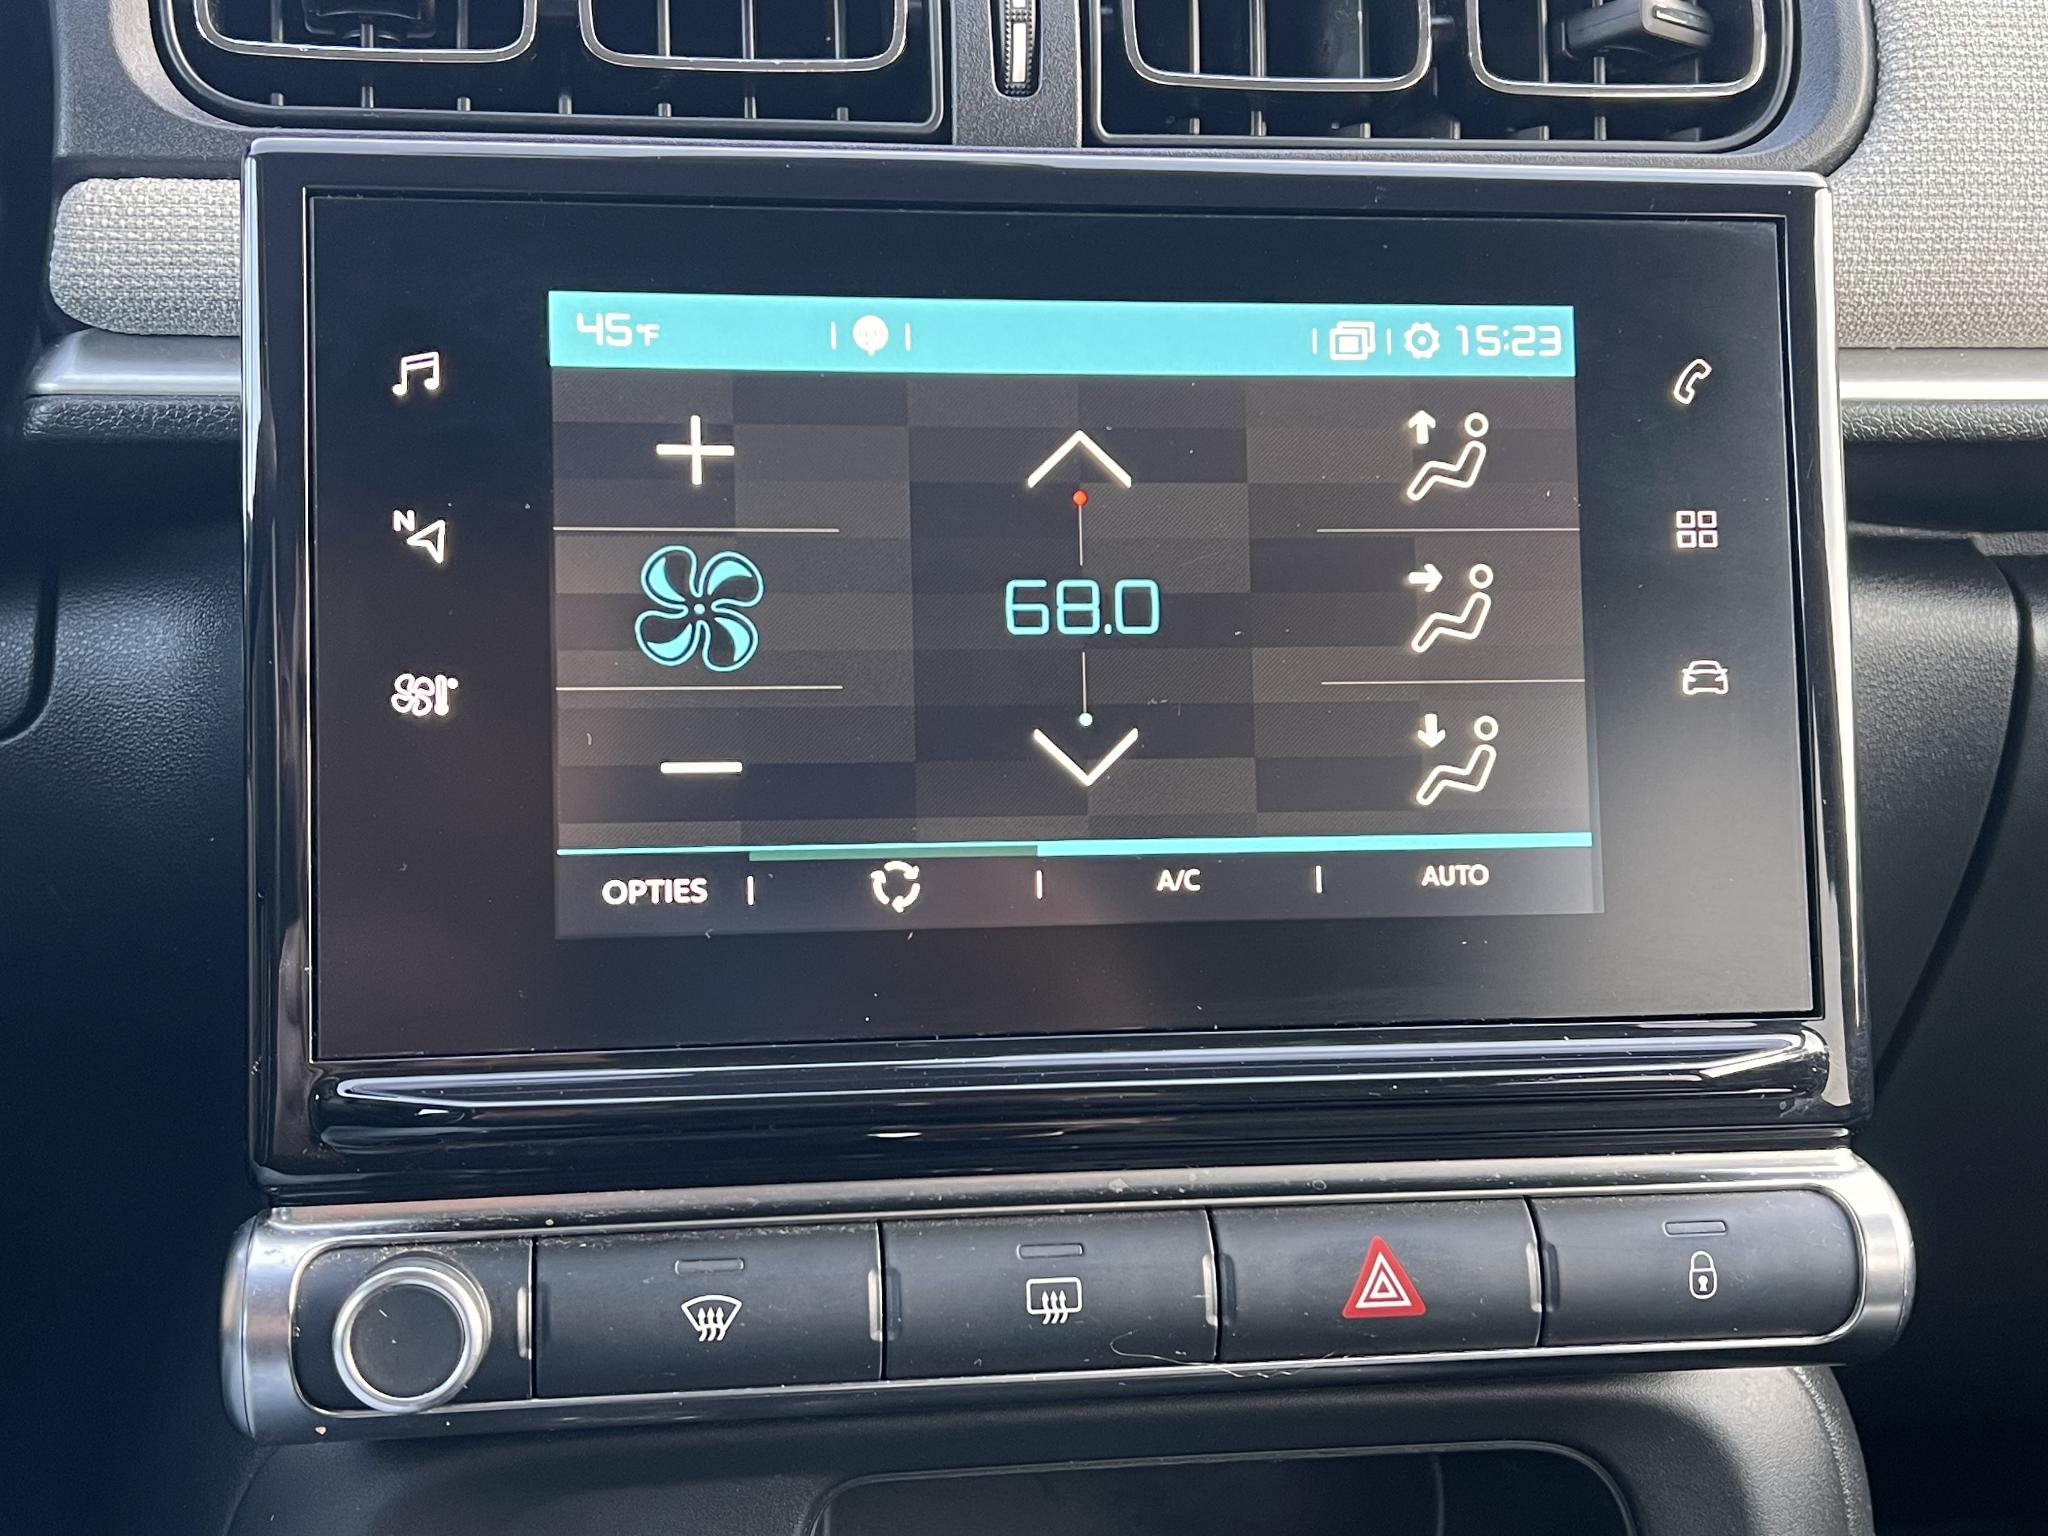 45°F 15:23
N
68.0
OPTIES A/C AUTO